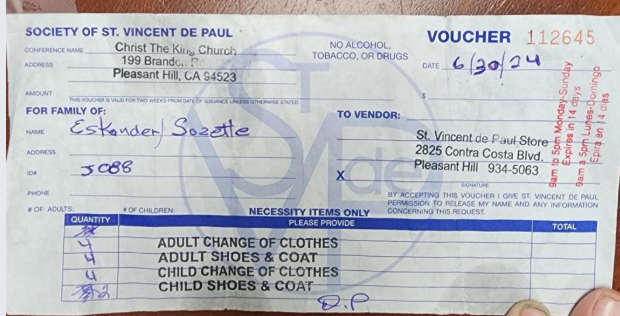 SOCIETY OF ST. VINCENT DE PAUL
VOUCHER 112645
CONFERENCE NAME Christ The King Church
ADDRESS 199 Brandon
Pleasant Hill, CA 94523
NO ALCOHOL,
TOBACCO, OR DRUGS
DATE 6/30/24
AMOUNT
$
THIS VOUCHER IS VALID FOR TWO WEEKS FROM DATE OF ISSUANCE UNLESS OTHERWISE STATED
FOR FAMILY OF:
NAME Eskander/ Sozette
ADDRESS
ID# 5088
PHONE
TO VENDOR:
St. Vincent de Paul Store
2825 Contra Costa Blvd.
Pleasant Hill 934-5063
X
SIGNATURE
BY ACCEPTING THIS VOUCHER I GIVE ST. VINCENT DE PAUL
PERMISSION TO RELEASE MY NAME AND ANY INFORMATION
CONCERNING THIS REQUEST.
9am to 5pm Monday-Sunday
Expires in 14 days
9am a 5pm Lunes-Domingo
Expira en 14 dias
# OF ADULTS: # OF CHILDREN: NECESSITY ITEMS ONLY
QUANTITY PLEASE PROVIDE TOTAL
4 ADULT CHANGE OF CLOTHES
4 ADULT SHOES & COAT
4 CHILD CHANGE OF CLOTHES
2 CHILD SHOES & COAT
D.P